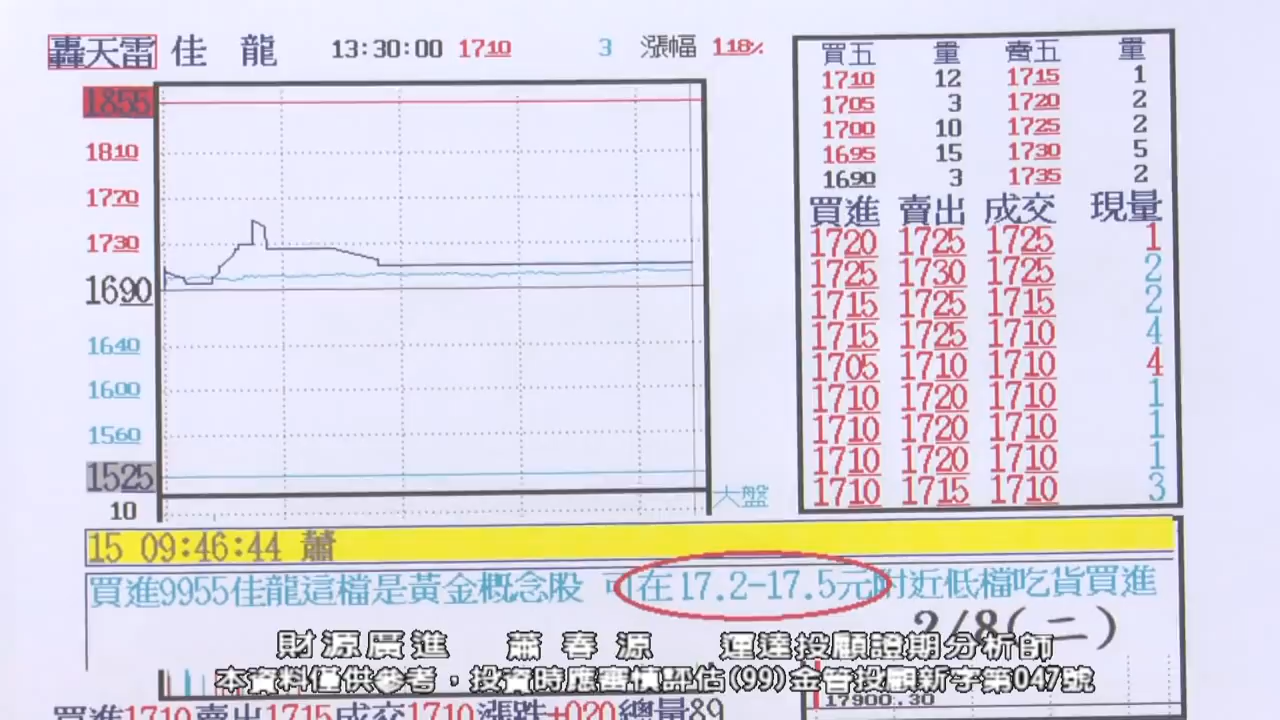 轟天雷 佳 龍 13:30:00 1710 3 漲幅 1.18%
1855
1810
1770
1730
1690
1640
1600
1560
1525
10
大盤
買五 量 賣五 量
1710 12 1715 1
1705 3 1720 2
1700 10 1725 2
1695 15 1730 5
1690 3 1735 2
買進 賣出 成交 現量
1720 1725 1725 1
1725 1730 1725 2
1715 1725 1715 2
1715 1725 1710 4
1705 1710 1710 4
1710 1720 1710 1
1710 1720 1710 1
1710 1720 1710 1
1710 1715 1710 3
15 09:46:44 蕭
買進9955佳龍這檔是黃金概念股 可在17.2-17.5元附近低檔吃貨買進
2/8(二)
財源廣進 蕭春源 運達投顧證期分析師
本資料僅供參考,投資時應審慎評估(99)金管投顧新字第047號
17900.30
買進1710賣出1715成交1710漲跌+020總量89